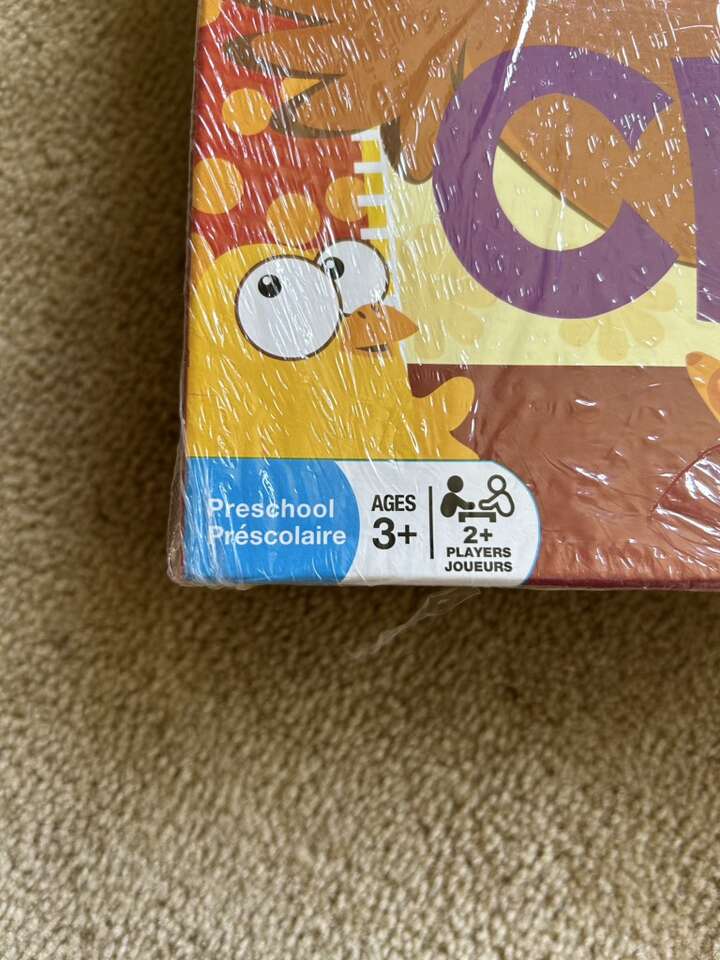 C
Preschool
Préscolaire
AGES
3+
2+
PLAYERS
JOUEURS